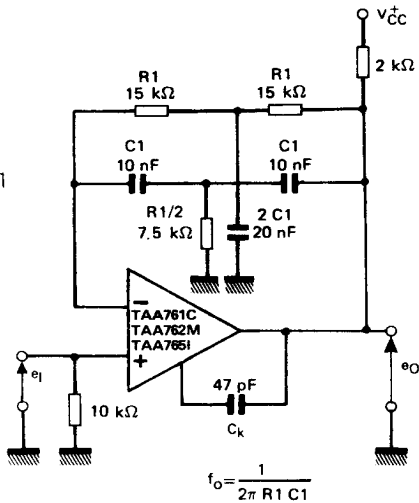 V⁺CC
2 kΩ
R1
15 kΩ
R1
15 kΩ
C1
10 nF
C1
10 nF
R1/2
7.5 kΩ
2 C1
20 nF
−
TAA761C
TAA762M
TAA765I
+
eI
10 kΩ
47 pF
Ck
eO
fo= 1
2π R1 C1